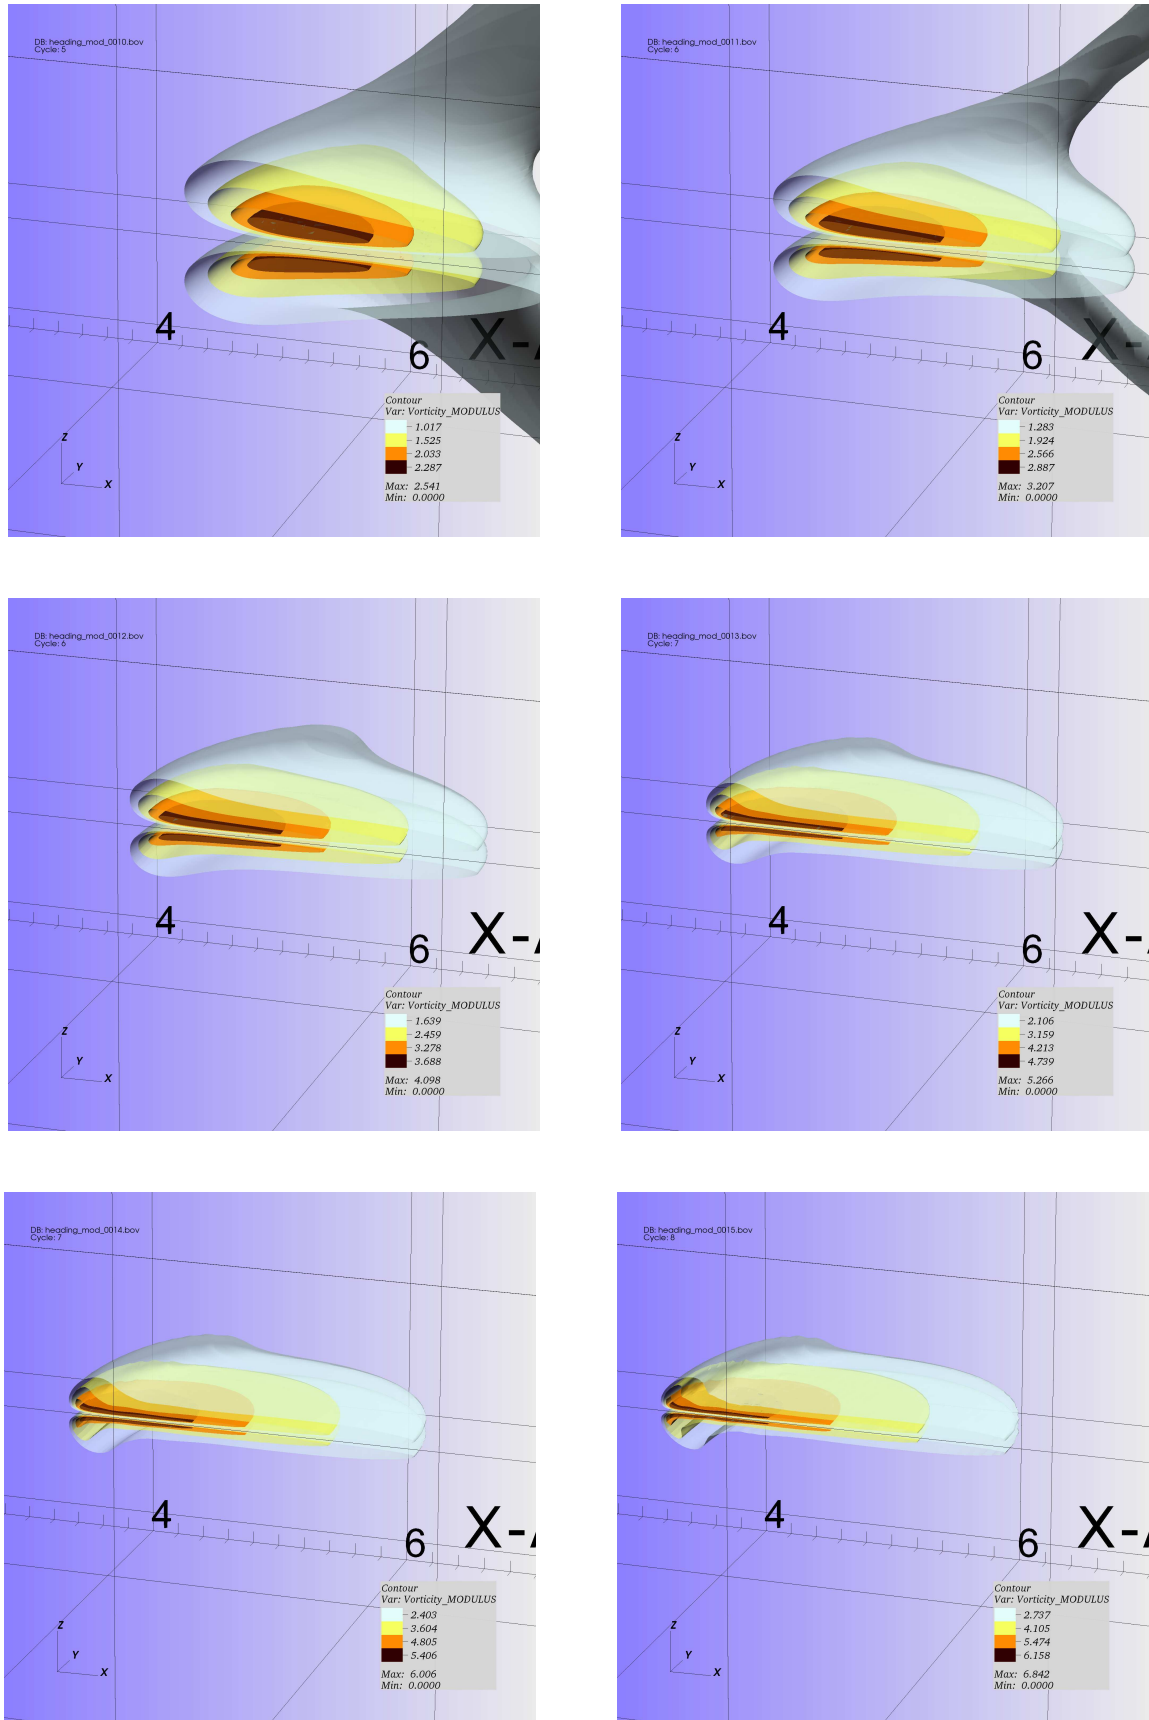 DB: heading_mod_0010.bov
Cycle: 5
4
6
X-A
Contour
Var: Vorticity_MODULUS
1.017
1.525
2.033
2.287
Max: 2.541
Min: 0.0000
Z
Y
X
DB: heading_mod_0011.bov
Cycle: 6
4
6
X-
Contour
Var: Vorticity_MODULUS
1.283
1.924
2.566
2.887
Max: 3.207
Min: 0.0000
Z
Y
X
DB: heading_mod_0012.bov
Cycle: 6
4
6
X-A
Contour
Var: Vorticity_MODULUS
1.639
2.459
3.278
3.688
Max: 4.098
Min: 0.0000
Z
Y
X
DB: heading_mod_0013.bov
Cycle: 7
4
6
X-A
Contour
Var: Vorticity_MODULUS
2.106
3.159
4.213
4.739
Max: 5.266
Min: 0.0000
Z
Y
X
DB: heading_mod_0014.bov
Cycle: 7
4
6
X-A
Contour
Var: Vorticity_MODULUS
2.403
3.604
4.805
5.406
Max: 6.006
Min: 0.0000
Z
Y
X
DB: heading_mod_0015.bov
Cycle: 8
4
6
X-A
Contour
Var: Vorticity_MODULUS
2.737
4.105
5.474
6.158
Max: 6.842
Min: 0.0000
Z
Y
X